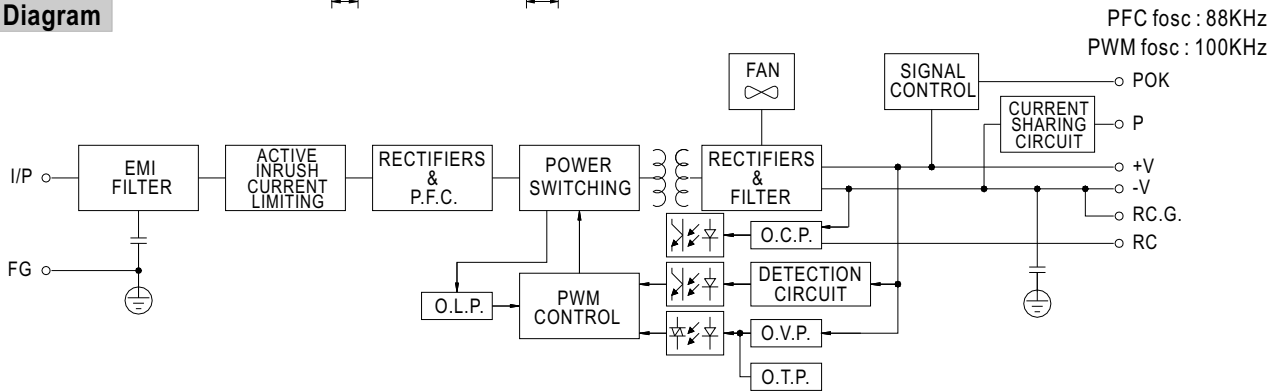 Diagram
PFC fosc : 88KHz
PWM fosc : 100KHz
FAN
SIGNAL
CONTROL
POK
CURRENT
SHARING
CIRCUIT
P
I/P
EMI
FILTER
ACTIVE
INRUSH
CURRENT
LIMITING
RECTIFIERS
&
P.F.C.
POWER
SWITCHING
RECTIFIERS
&
FILTER
+V
-V
RC.G.
RC
O.C.P.
FG
DETECTION
CIRCUIT
O.L.P.
PWM
CONTROL
O.V.P.
O.T.P.